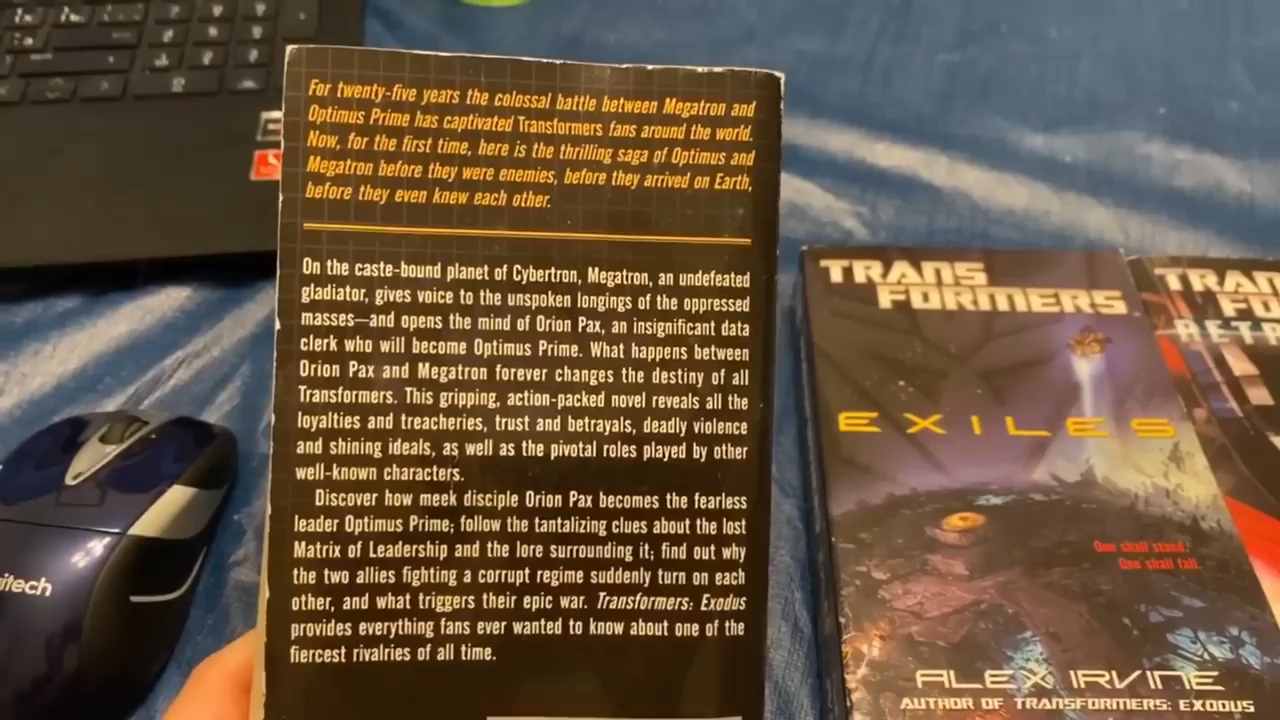 For twenty-five years the colossal battle between Megatron and
Optimus Prime has captivated Transformers fans around the world.
Now, for the first time, here is the thrilling saga of Optimus and
Megatron before they were enemies, before they arrived on Earth,
before they even knew each other.
On the caste-bound planet of Cybertron, Megatron, an undefeated
gladiator, gives voice to the unspoken longings of the oppressed
masses—and opens the mind of Orion Pax, an insignificant data
clerk who will become Optimus Prime. What happens between
Orion Pax and Megatron forever changes the destiny of all
Transformers. This gripping, action-packed novel reveals all the
loyalties and treacheries, trust and betrayals, deadly violence
and shining ideals, as well as the pivotal roles played by other
well-known characters.
Discover how meek disciple Orion Pax becomes the fearless
leader Optimus Prime; follow the tantalizing clues about the lost
Matrix of Leadership and the lore surrounding it; find out why
the two allies fighting a corrupt regime suddenly turn on each
other, and what triggers their epic war. Transformers: Exodus
provides everything fans ever wanted to know about one of the
fiercest rivalries of all time.
TRANS
FORMERS
EXILES
One shall stand.
One shall fall.
ALEX IRVINE
AUTHOR OF TRANSFORMERS: EXODUS
TRAN
FO
RETR
itech